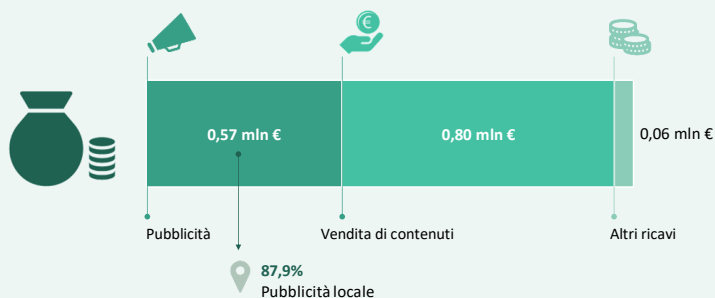 0,57 mln €
0,80 mln €
0,06 mln €
Pubblicità
Vendita di contenuti
Altri ricavi
87,9%
Pubblicità locale